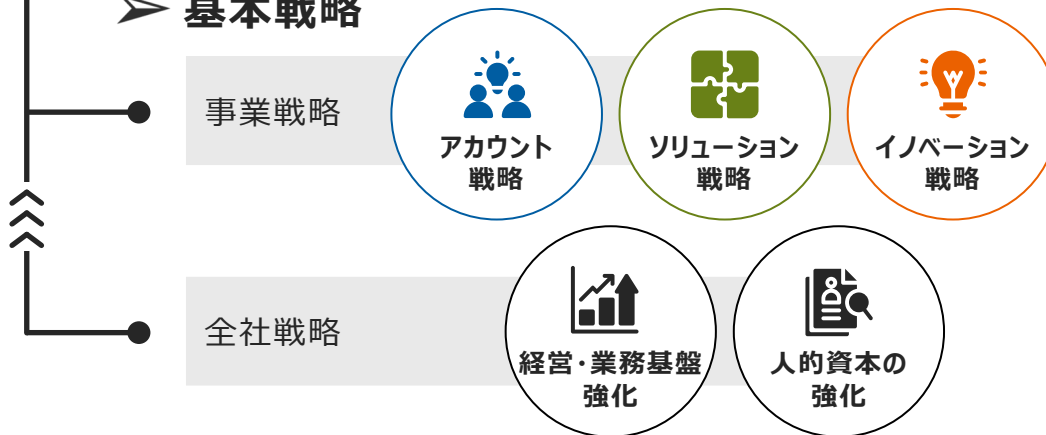 基本戦略
事業戦略
アカウント
戦略
ソリューション
戦略
イノベーション
戦略
全社戦略
経営・業務基盤
強化
人的資本の
強化